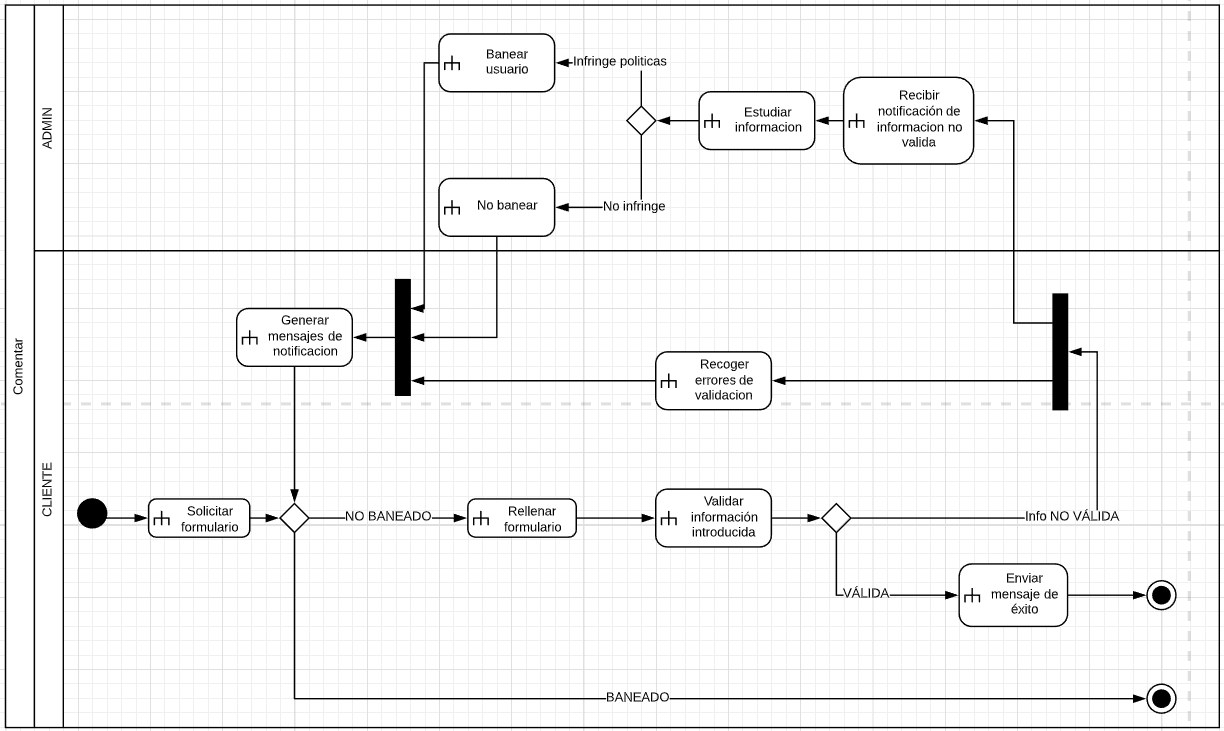 Comentar
ADMIN
Banear
usuario
Infringe politicas
Estudiar
informacion
Recibir
notificación de
informacion no
valida
No banear
No infringe
CLIENTE
Generar
mensajes de
notificacion
Recoger
errores de
validacion
Solicitar
formulario
NO BANEADO
Rellenar
formulario
Validar
información
introducida
Info NO VÁLIDA
VÁLIDA
Enviar
mensaje de
éxito
BANEADO